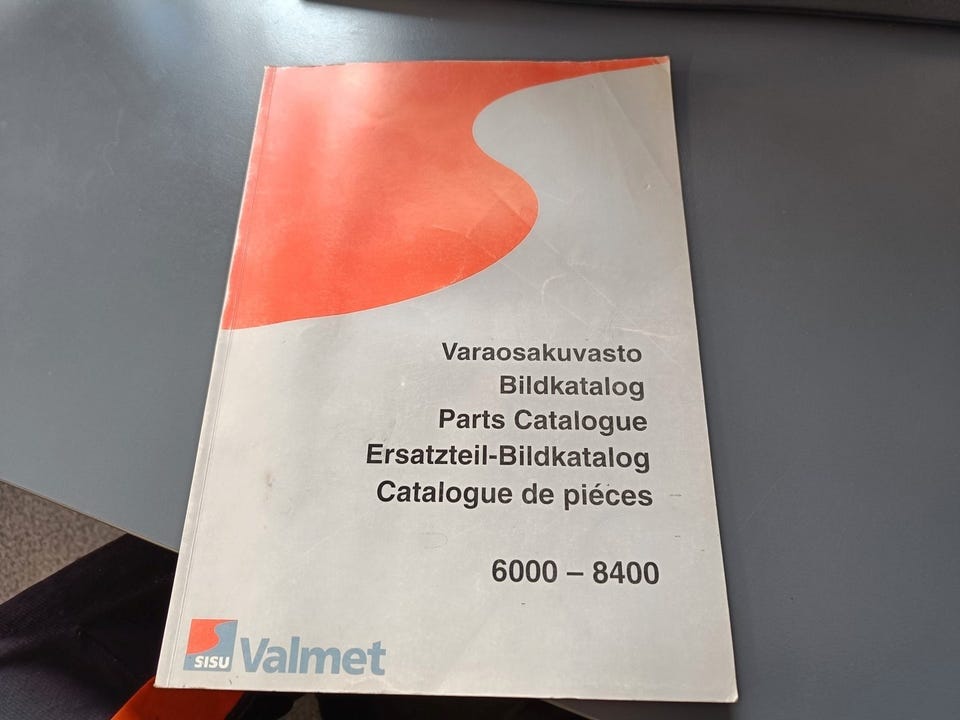 Varaosakuvasto
Bildkatalog
Parts Catalogue
Ersatzteil-Bildkatalog
Catalogue de piéces
6000 – 8400
SISU Valmet